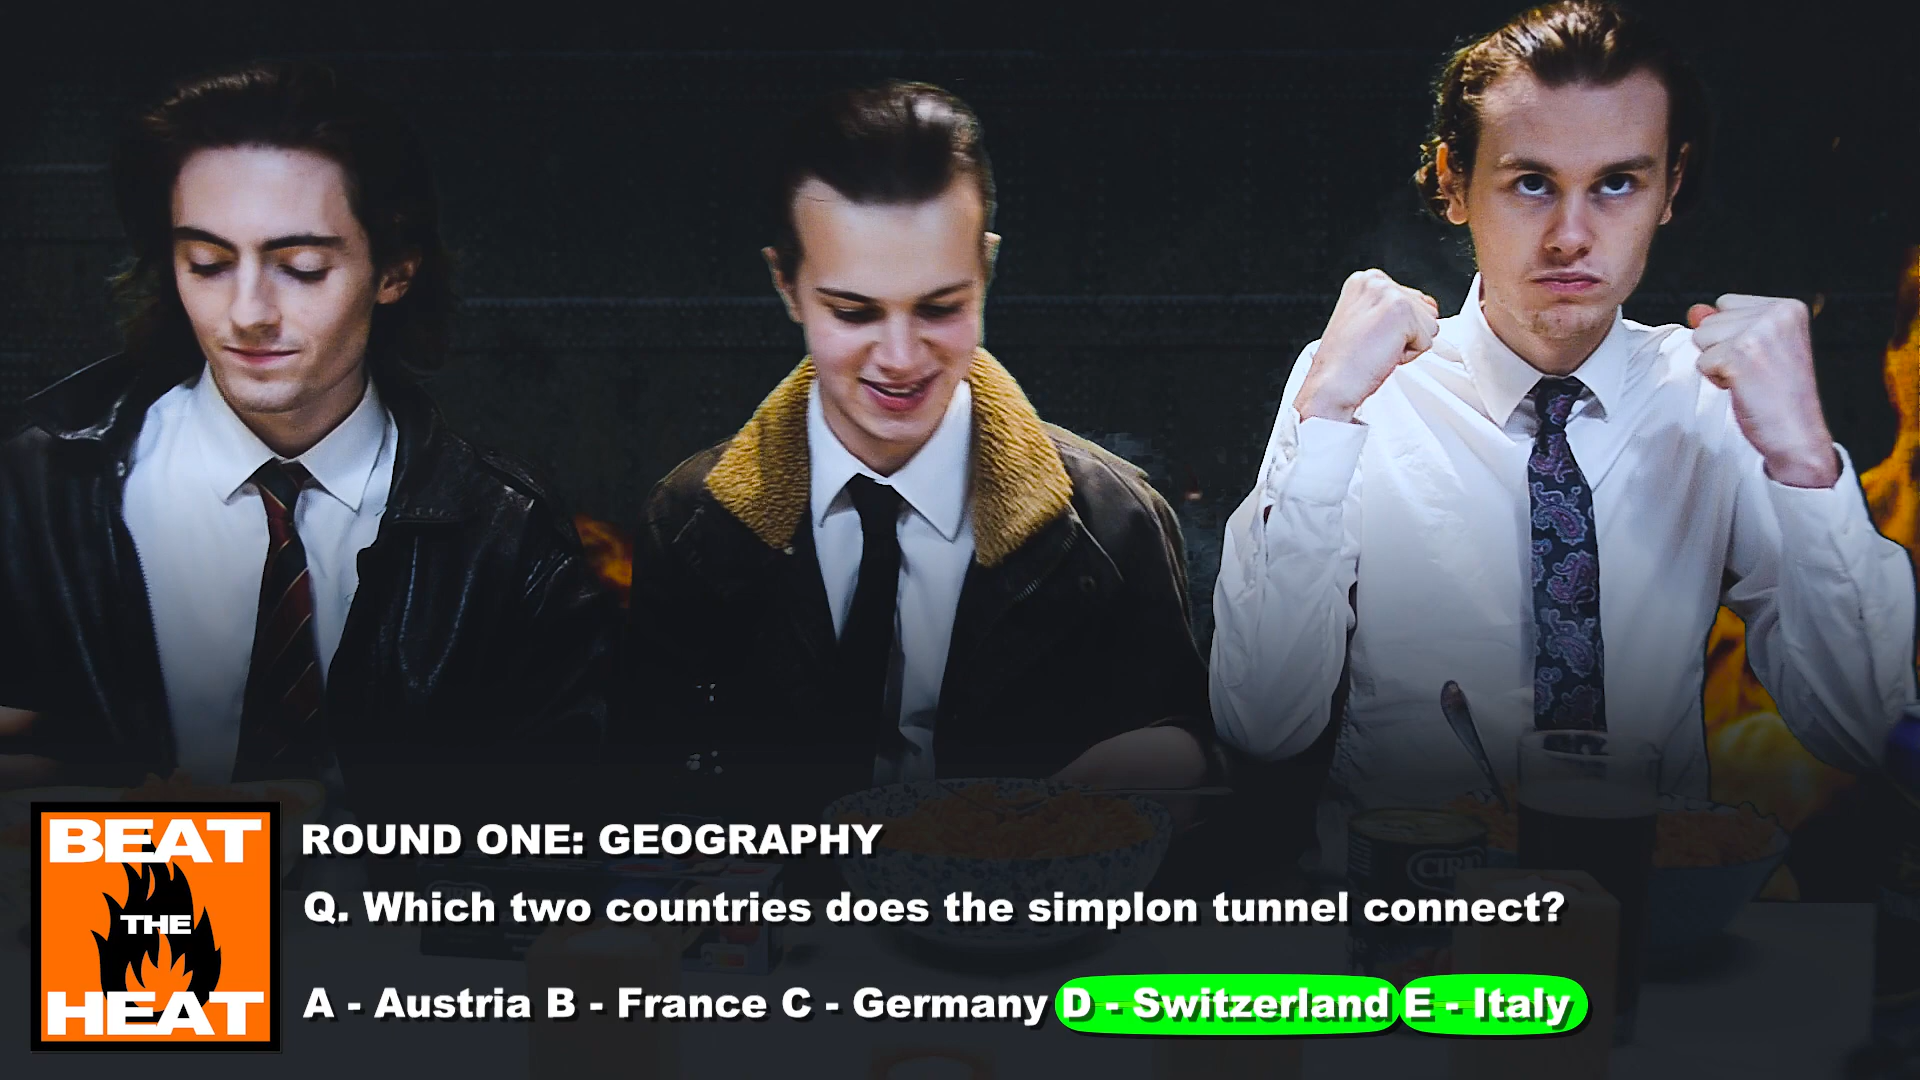 BEAT
THE
HEAT
ROUND ONE: GEOGRAPHY
Q. Which two countries does the simplon tunnel connect?
A - Austria B - France C - Germany D - Switzerland E - Italy